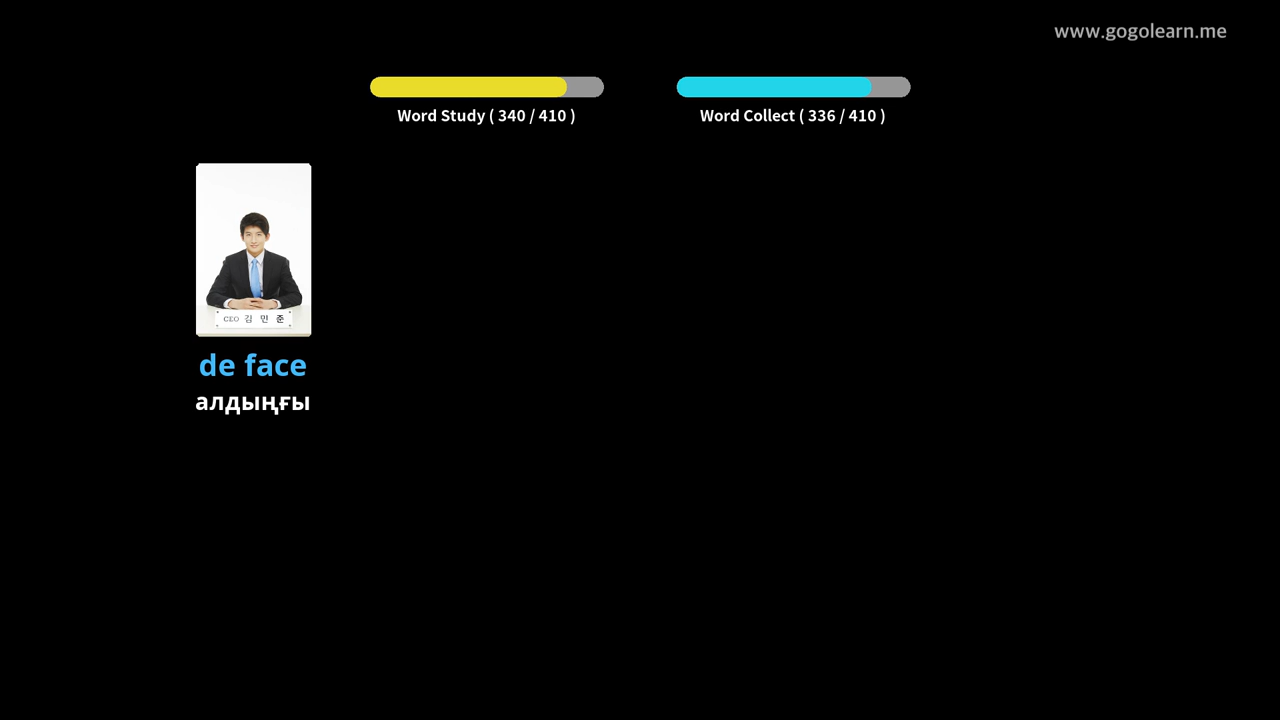 www.gogolearn.me
Word Study ( 340 / 410 )
Word Collect ( 336 / 410 )
CEO 김 민 준
de face
алдыңғы